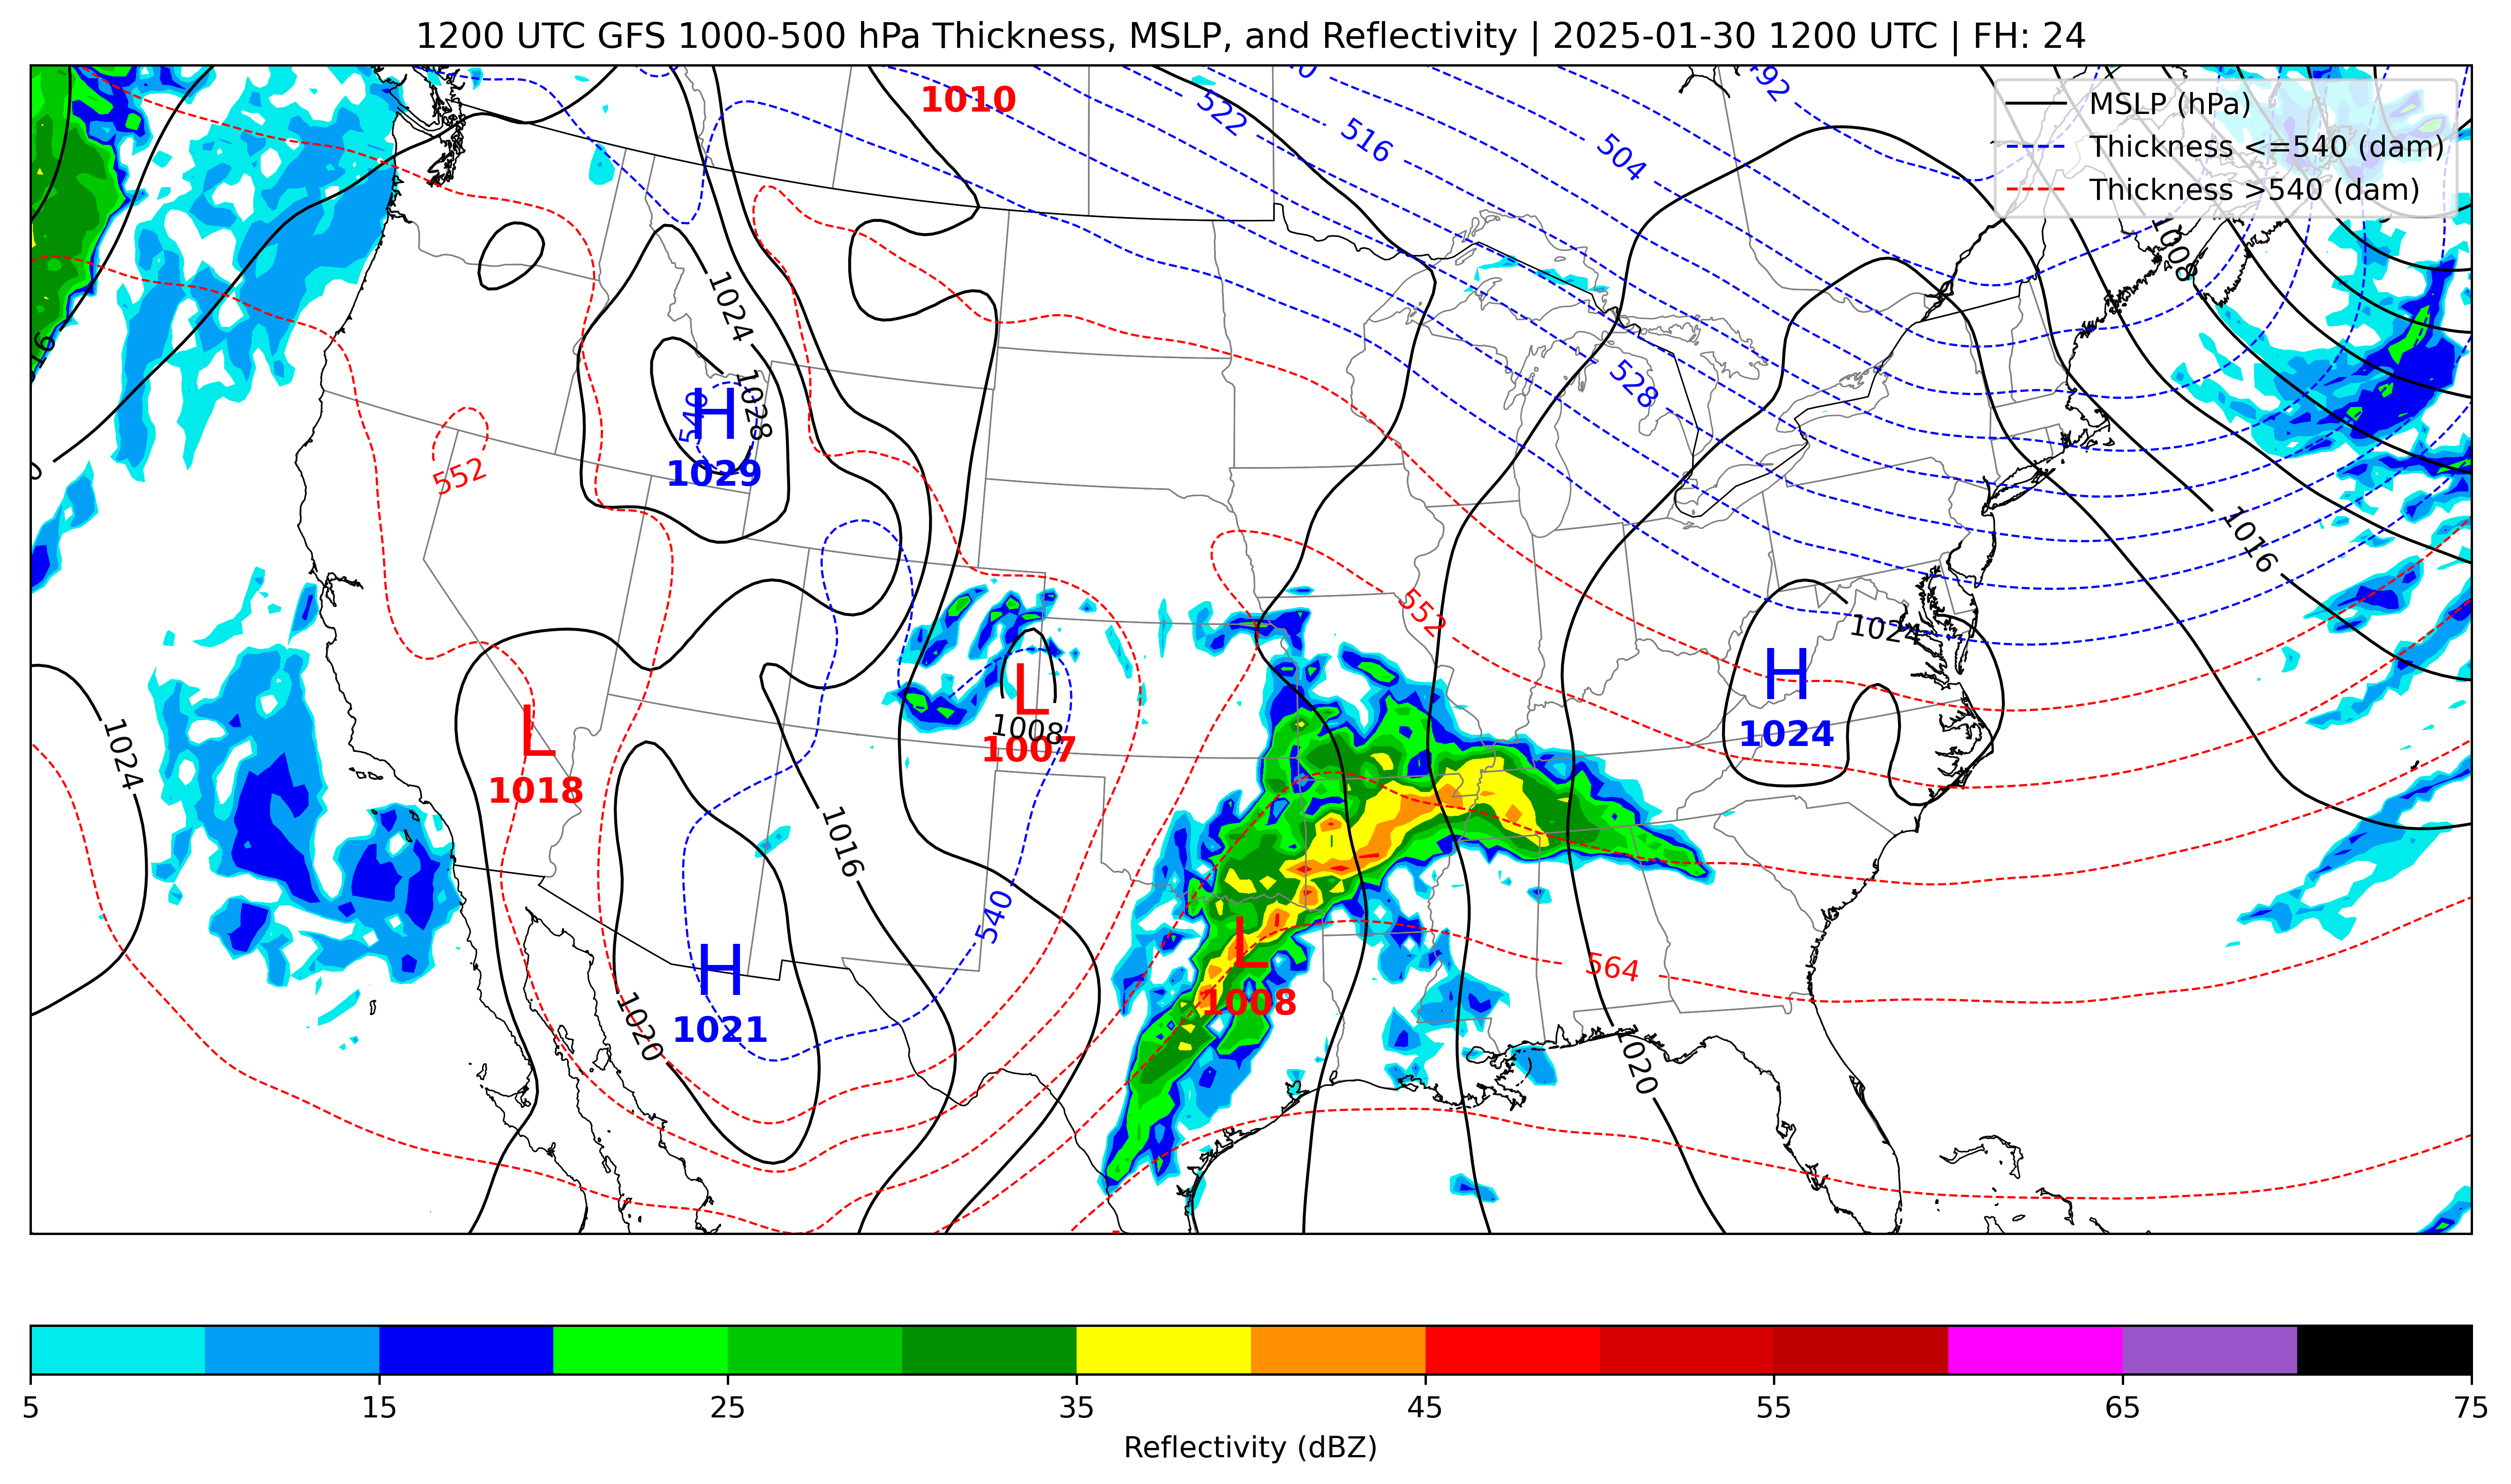 1200 UTC GFS 1000-500 hPa Thickness, MSLP, and Reflectivity | 2025-01-30 1200 UTC | FH: 24
MSLP (hPa)
Thickness <=540 (dam)
Thickness >540 (dam)
1010
522
516
504
492
528
1008
1024
1028
540
H
1029
552
552
1016
1024
H
1024
L
1008
1007
L
1018
1024
1016
540
L
1008
564
H
1021
1020
1020
5 15 25 35 45 55 65 75
Reflectivity (dBZ)